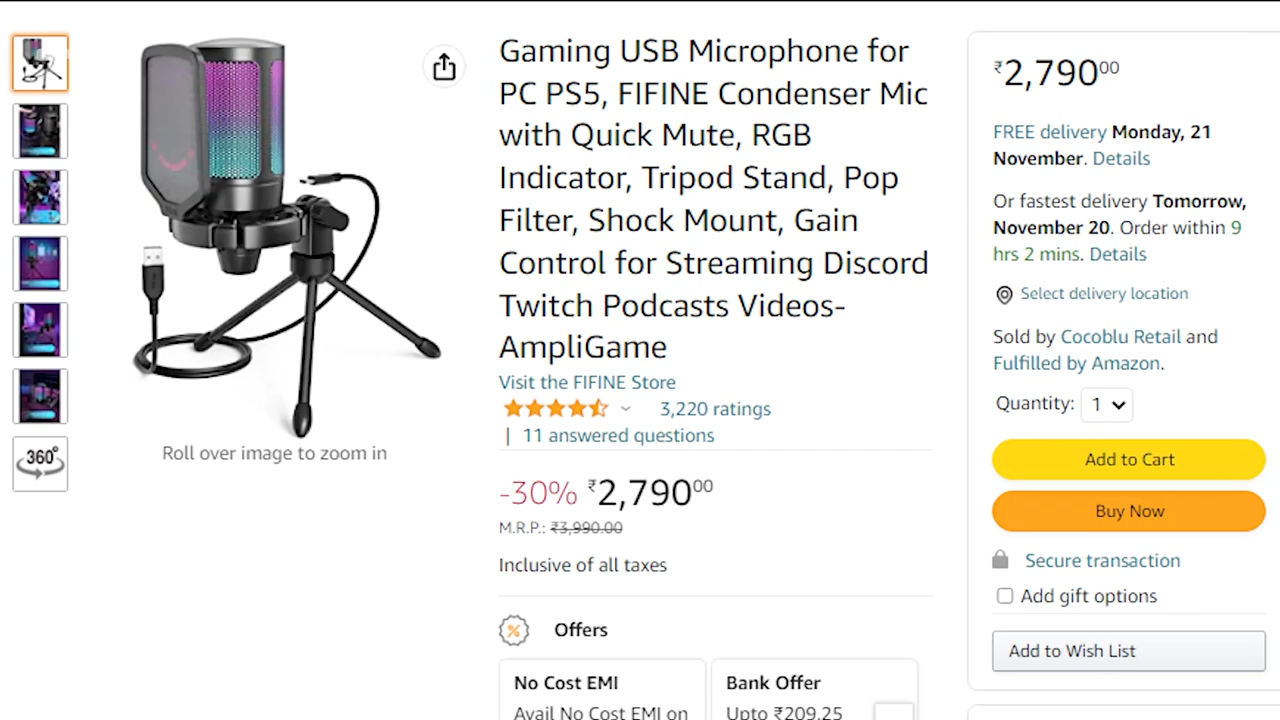 Gaming USB Microphone for
PC PS5, FIFINE Condenser Mic
with Quick Mute, RGB
Indicator, Tripod Stand, Pop
Filter, Shock Mount, Gain
Control for Streaming Discord
Twitch Podcasts Videos-
AmpliGame
Visit the FIFINE Store
3,220 ratings
| 11 answered questions
-30% ₹2,79000
M.R.P.: ₹3,990.00
Inclusive of all taxes
Offers
No Cost EMI
Avail No Cost EMI on
Bank Offer
Upto ₹209.25
360°
Roll over image to zoom in
₹2,79000
FREE delivery Monday, 21
November. Details
Or fastest delivery Tomorrow,
November 20. Order within 9
hrs 2 mins. Details
Select delivery location
Sold by Cocoblu Retail and
Fulfilled by Amazon.
Quantity: 1
Add to Cart
Buy Now
Secure transaction
Add gift options
Add to Wish List